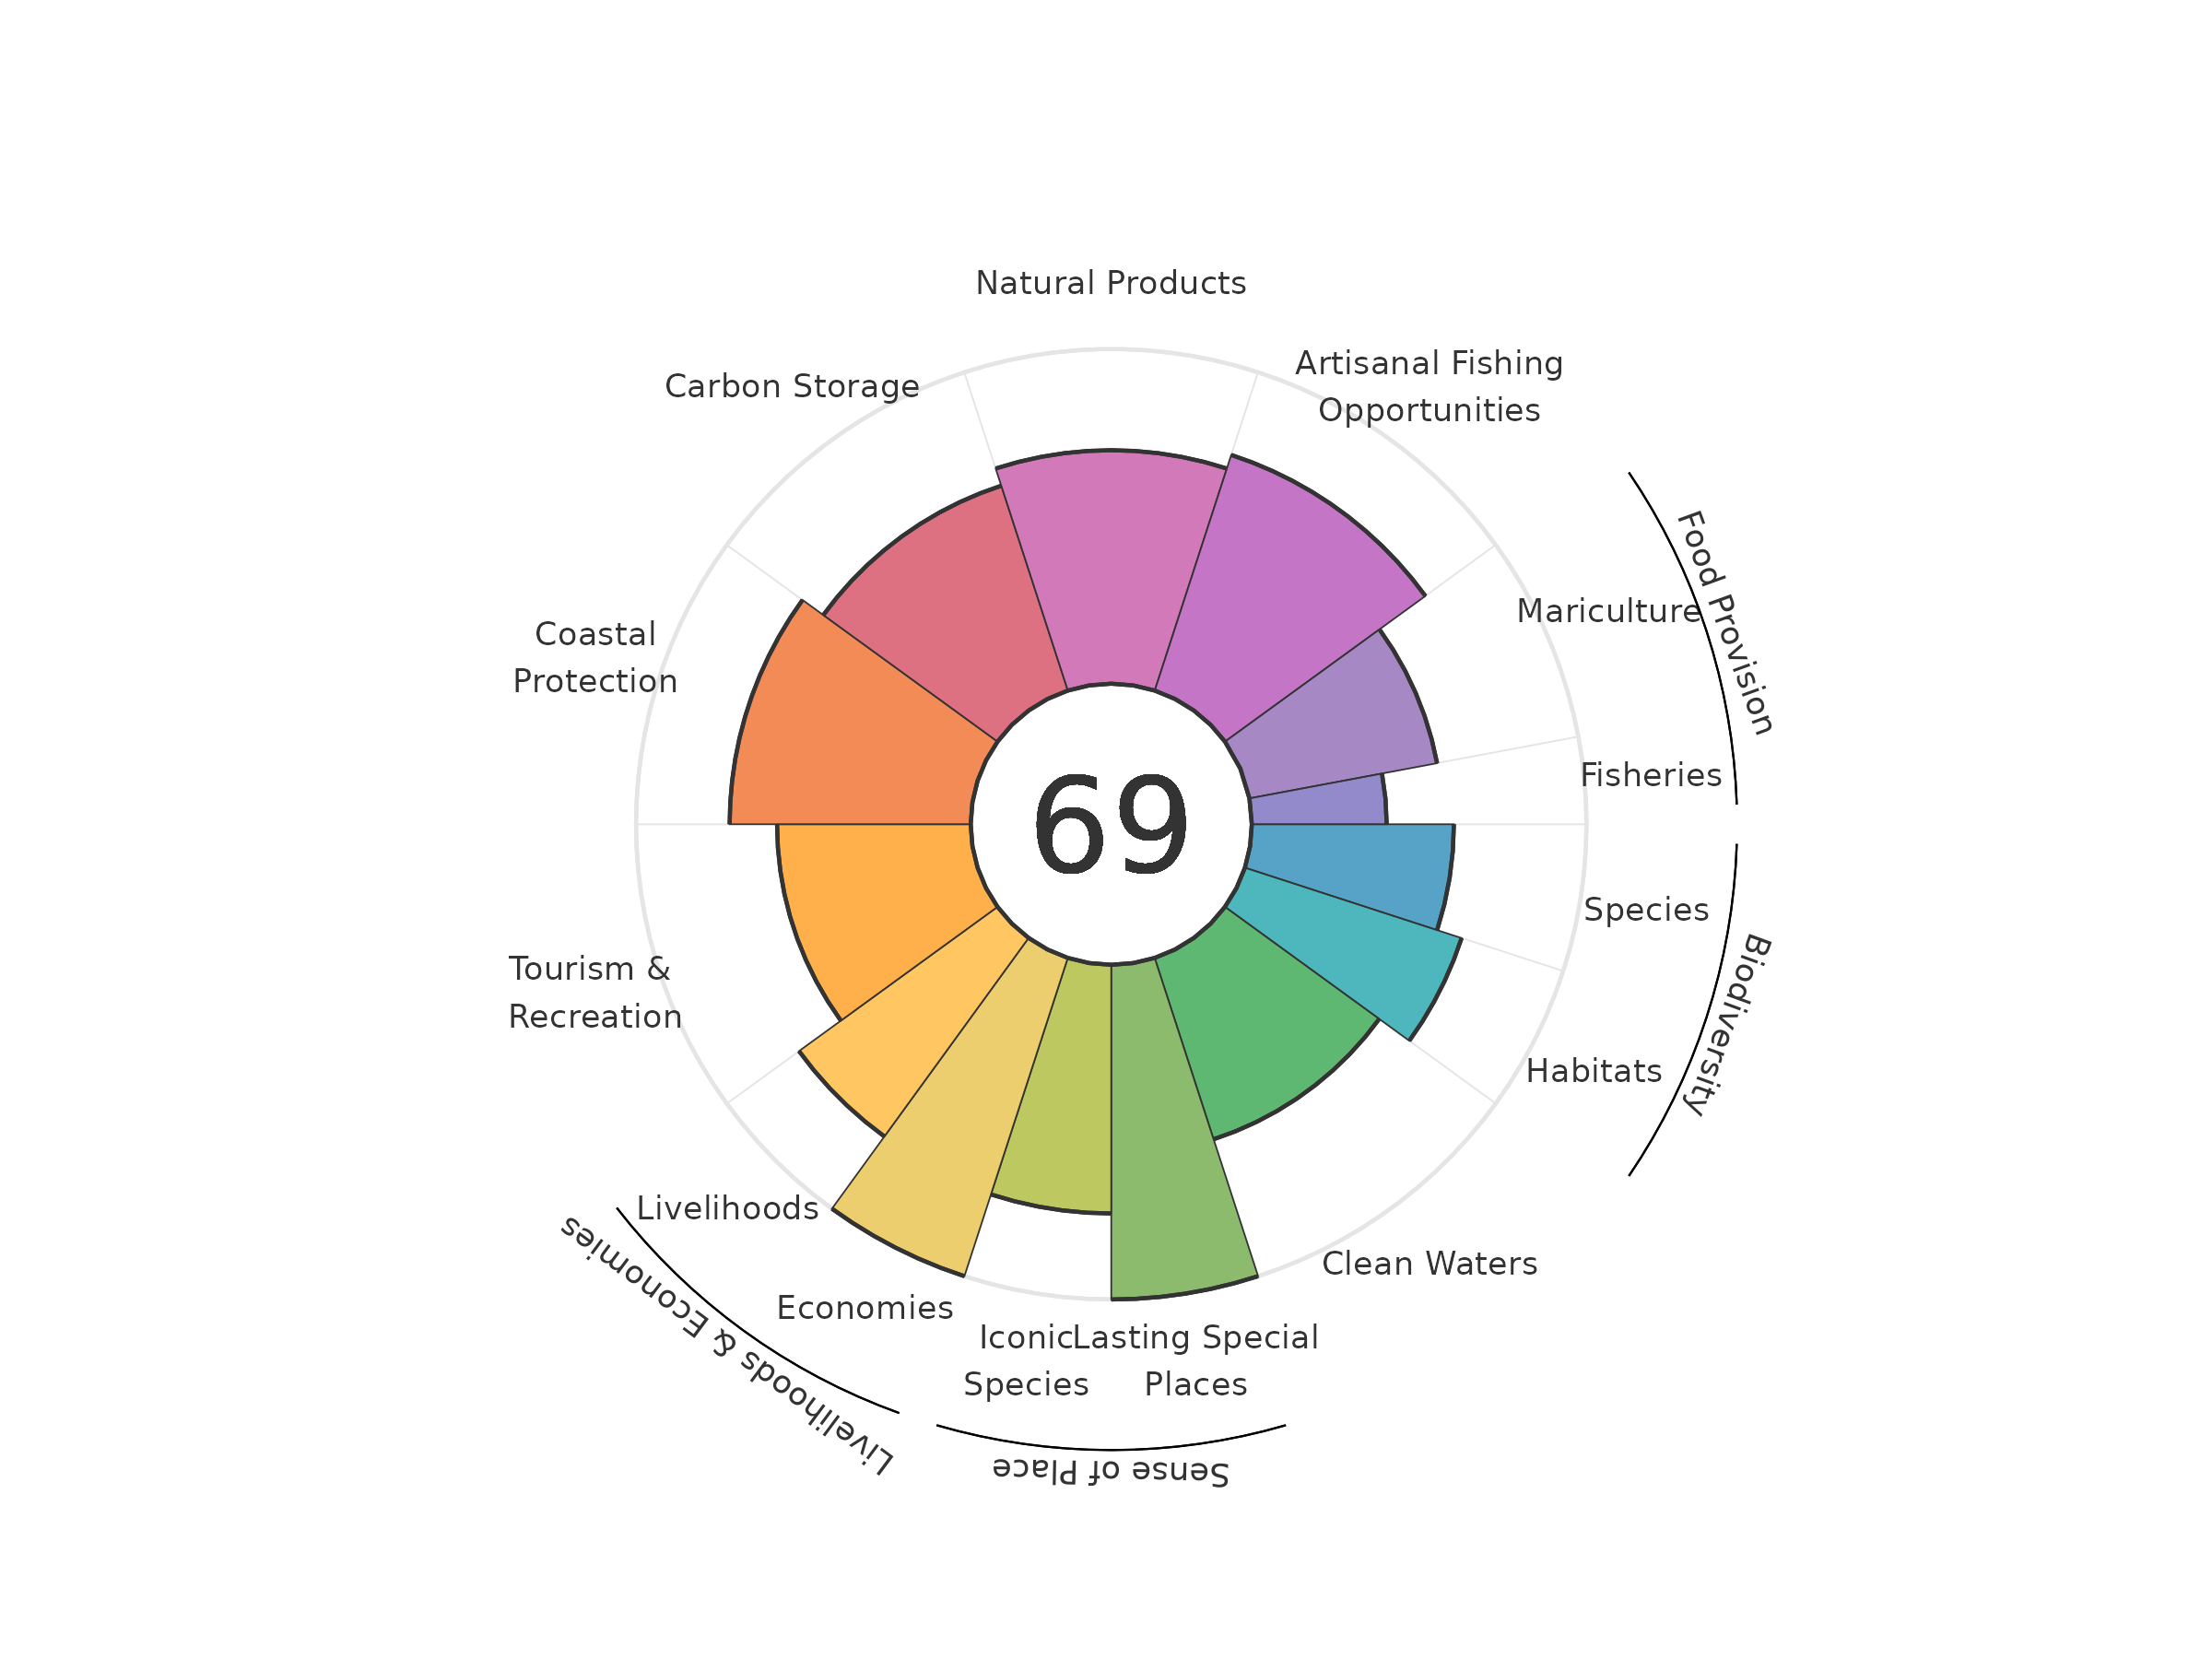 Natural Products
Artisanal Fishing
Opportunities
Carbon Storage
Food Provision
Mariculture
Coastal
Protection
Fisheries
69
Species
Biodiversity
Tourism &
Recreation
Habitats
Livelihoods
Livelihoods & Economies
Clean Waters
Economies
Iconic
Species
Lasting Special
Places
Sense of Place